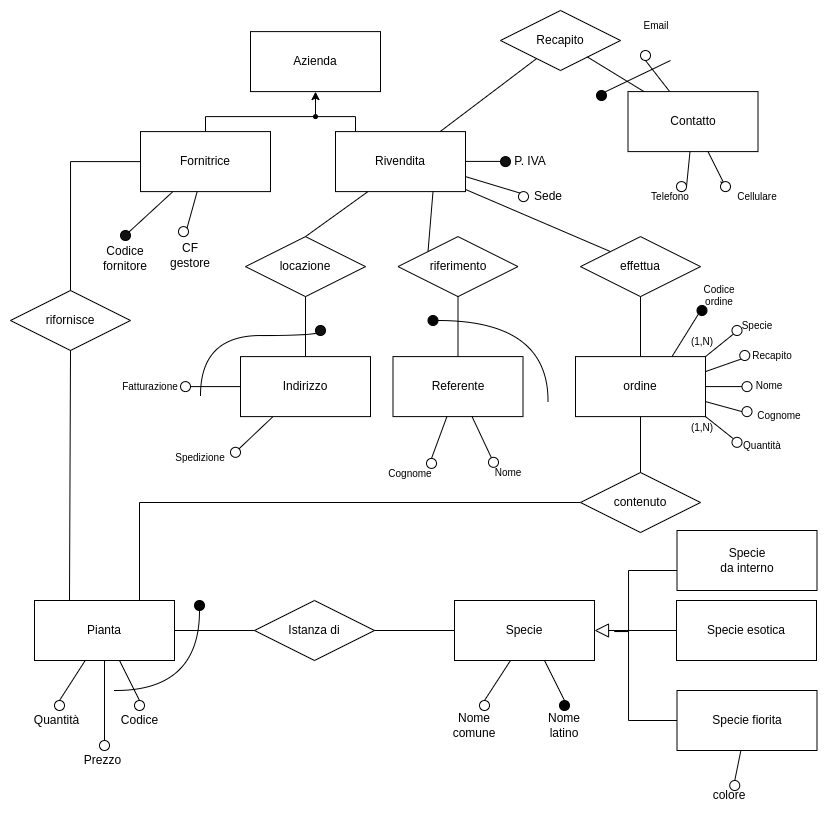 Email
Recapito
Azienda
Contatto
Fornitrice
Rivendita
P. IVA
Sede
Telefono
Cellulare
Codice
fornitore
CF
gestore
locazione
riferimento
effettua
Codice
ordine
rifornisce
Specie
(1,N)
Recapito
Fatturazione
Indirizzo
Referente
ordine
Nome
Cognome
(1,N)
Quantità
Spedizione
Cognome
Nome
contenuto
Specie
da interno
Pianta
Istanza di
Specie
Specie esotica
Quantità
Codice
Prezzo
Nome
comune
Nome
latino
Specie fiorita
colore